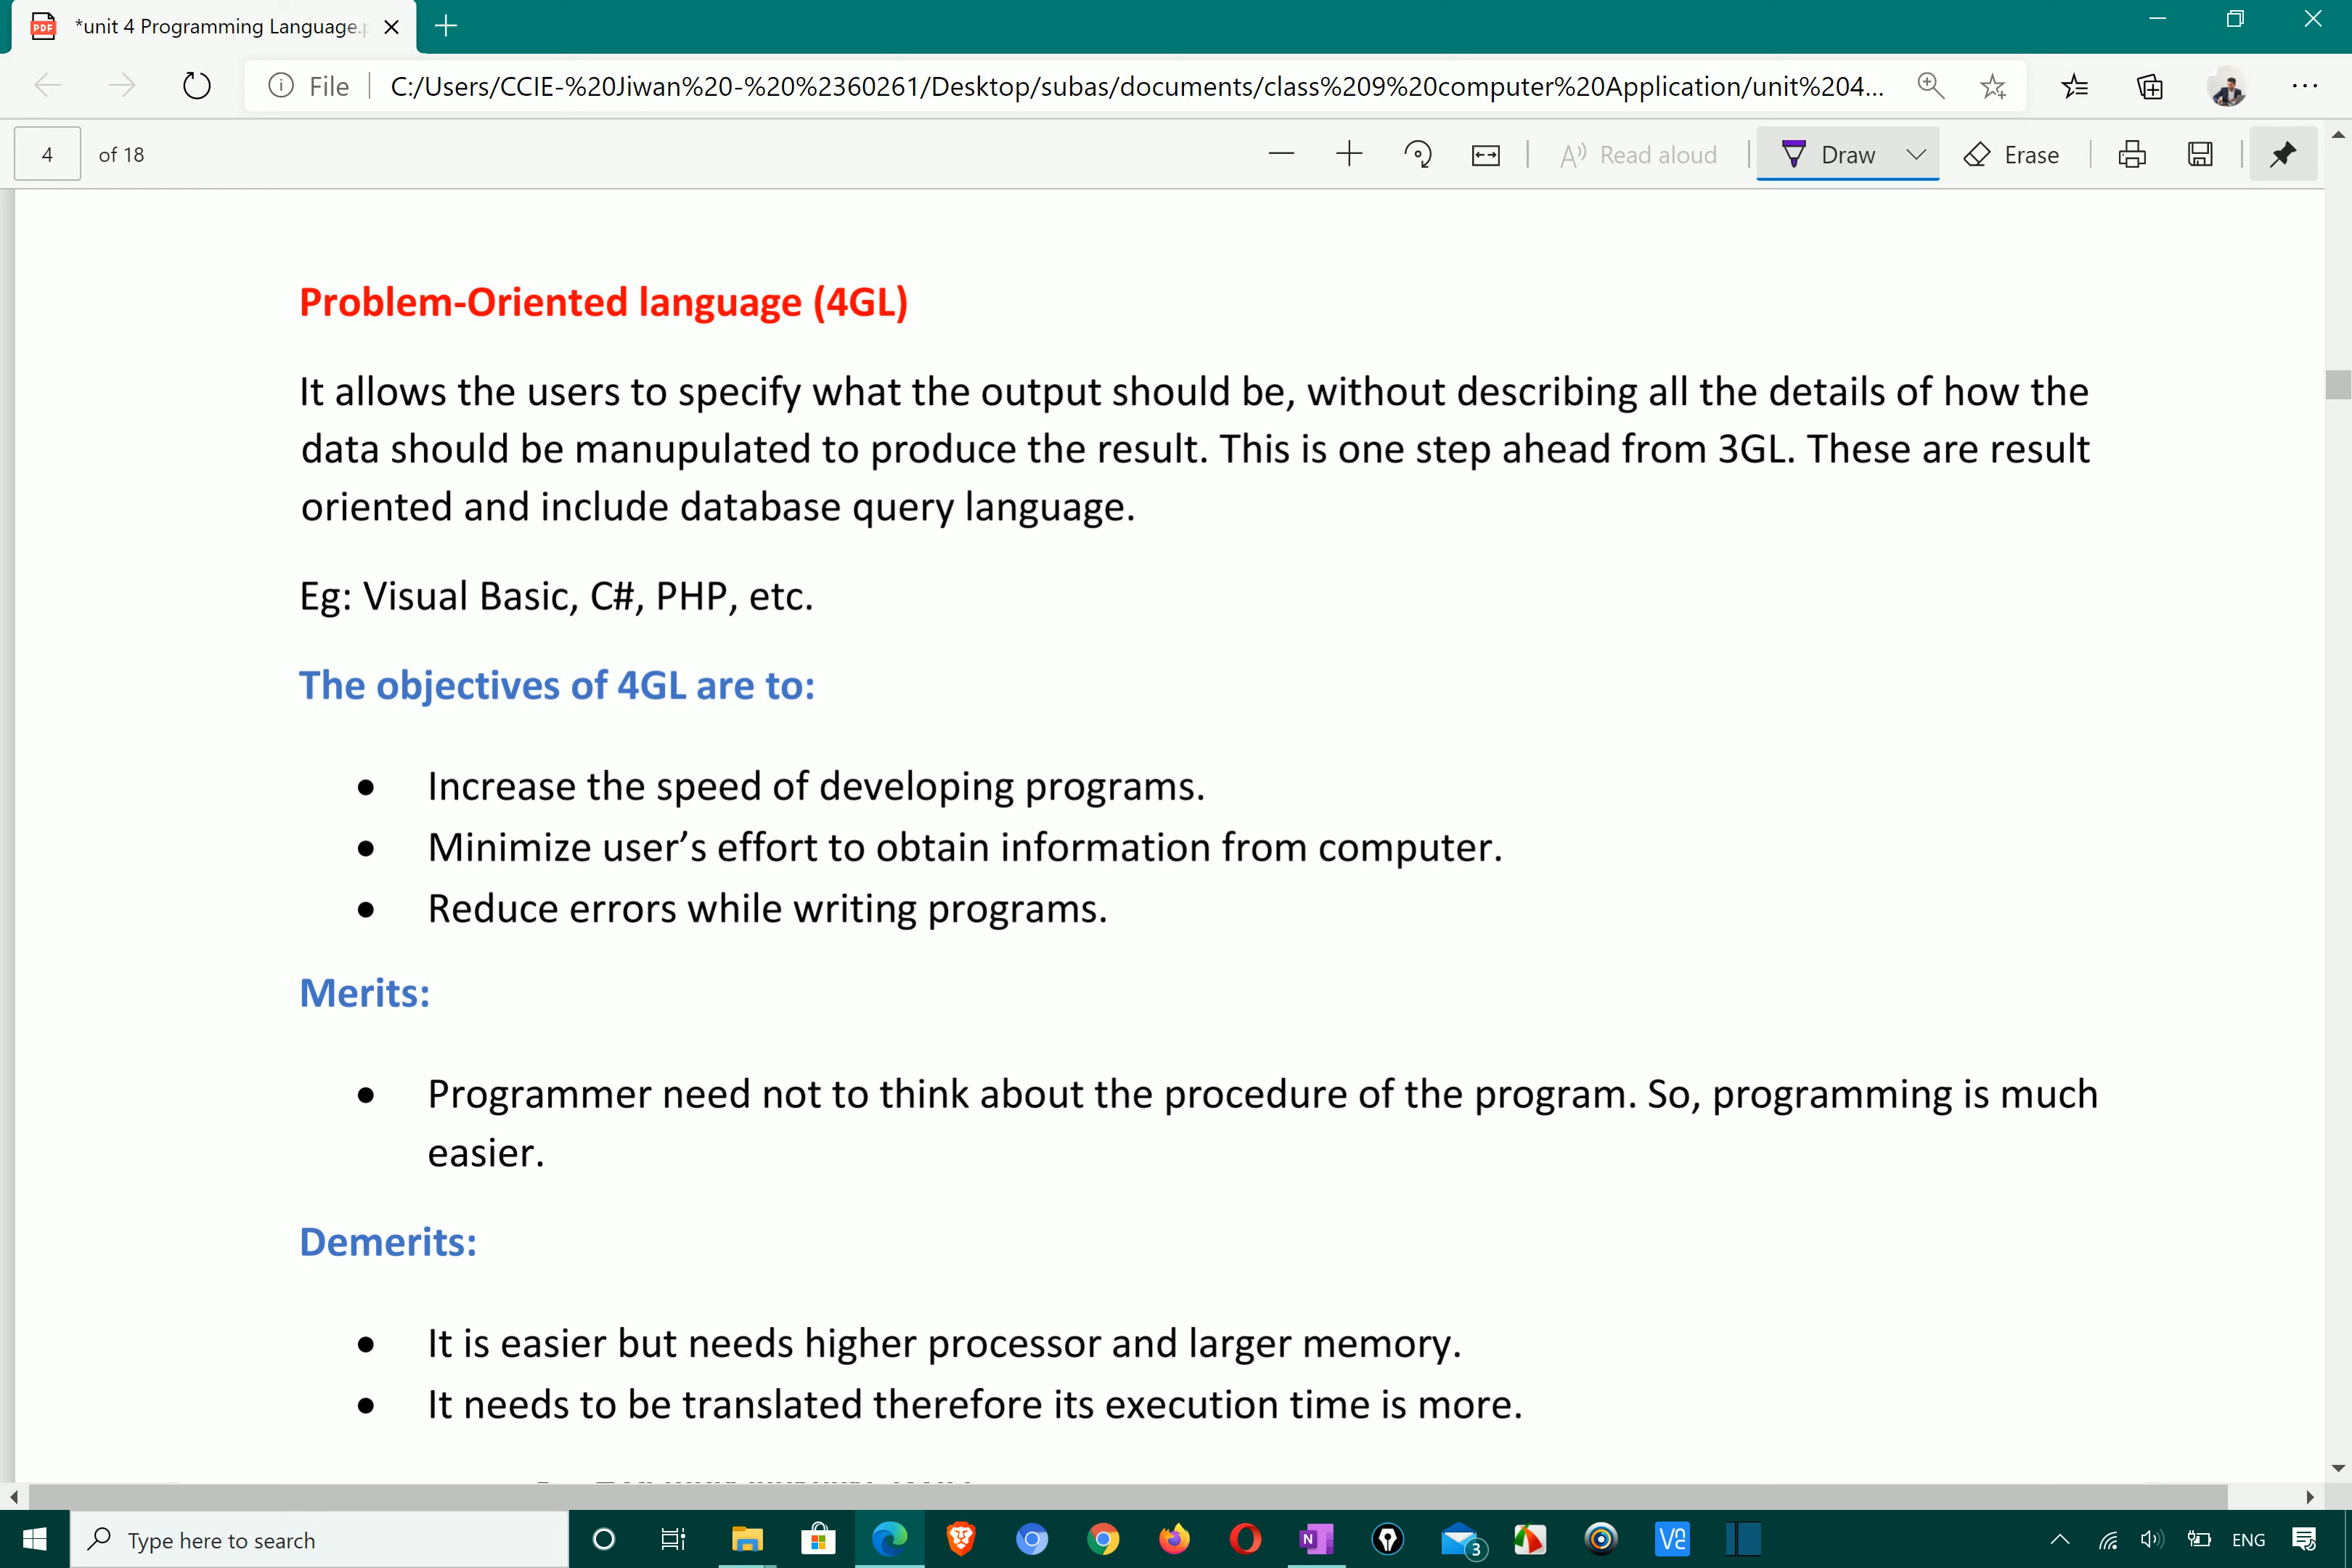 *unit 4 Programming Language.p
File
C:/Users/CCIE-%20Jiwan%20-%20%2360261/Desktop/subas/documents/class%209%20computer%20Application/unit%204...
4 of 18
Read aloud
Draw
Erase
Problem-Oriented language (4GL)
It allows the users to specify what the output should be, without describing all the details of how the
data should be manupulated to produce the result. This is one step ahead from 3GL. These are result
oriented and include database query language.
Eg: Visual Basic, C#, PHP, etc.
The objectives of 4GL are to:
• Increase the speed of developing programs.
• Minimize user’s effort to obtain information from computer.
• Reduce errors while writing programs.
Merits:
• Programmer need not to think about the procedure of the program. So, programming is much
easier.
Demerits:
• It is easier but needs higher processor and larger memory.
• It needs to be translated therefore its execution time is more.
Type here to search
3
ENG